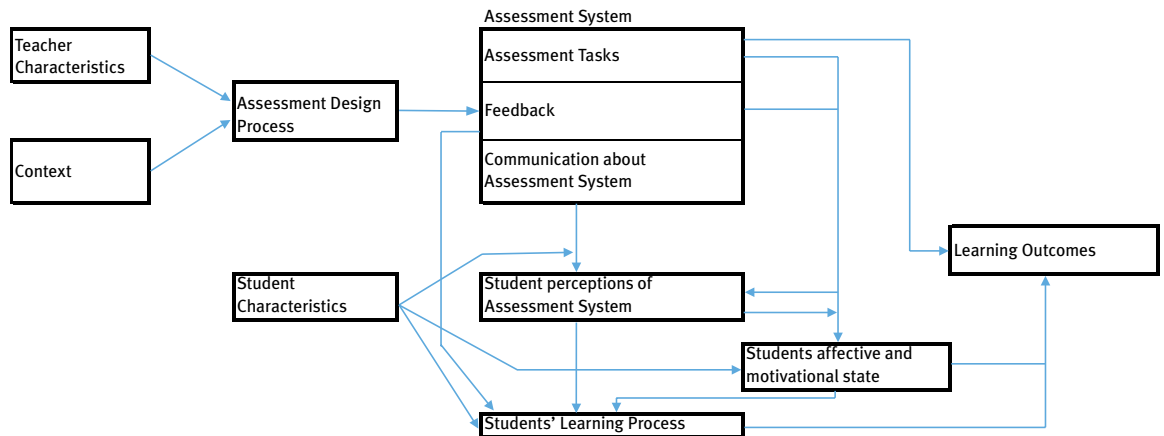 Assessment System
Teacher
Characteristics
Assessment Tasks
Assessment Design
Process
Feedback
Context
Communication about
Assessment System
Learning Outcomes
Student
Characteristics
Student perceptions of
Assessment System
Students affective and
motivational state
Students’ Learning Process